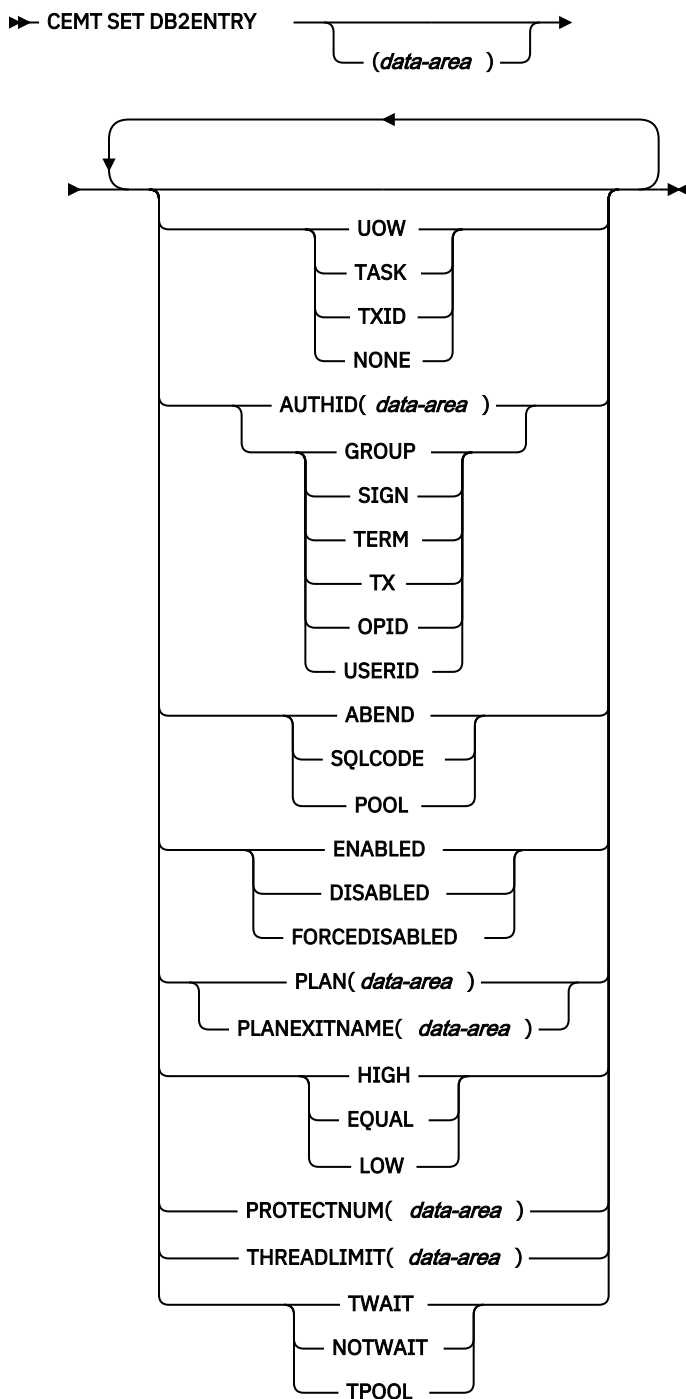 CEMT SET DB2ENTRY
(data-area )
UOW
TASK
TXID
NONE
AUTHID( data-area )
GROUP
SIGN
TERM
TX
OPID
USERID
ABEND
SQLCODE
POOL
ENABLED
DISABLED
FORCEDISABLED
PLAN( data-area )
PLANEXITNAME( data-area )
HIGH
EQUAL
LOW
PROTECTNUM( data-area )
THREADLIMIT( data-area )
TWAIT
NOTWAIT
TPOOL